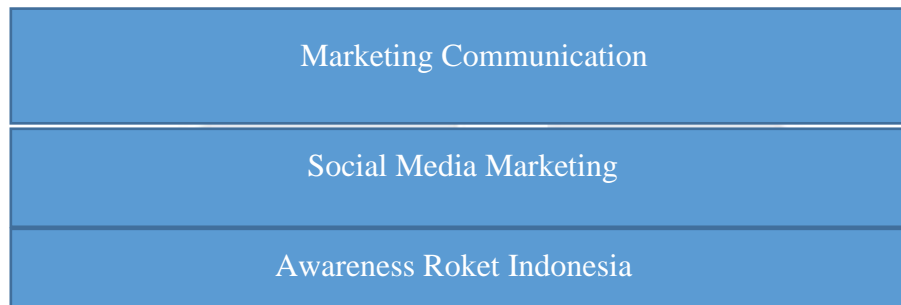 Marketing Communication
Social Media Marketing
Awareness Roket Indonesia